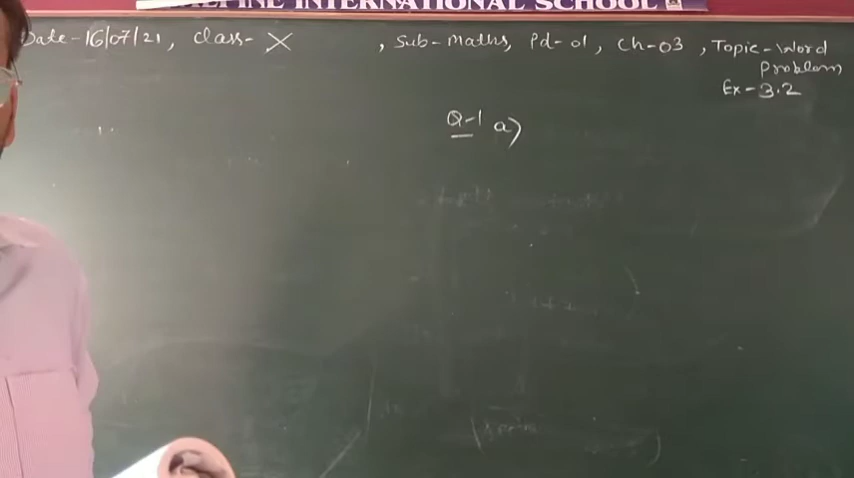 INTERNATIONAL SCHOOL
Date-16/07/21, Class-X, Sub-Maths, Pd-01, Ch-03, Topic-Word
Problem
Ex-3.2
Q-1 a)